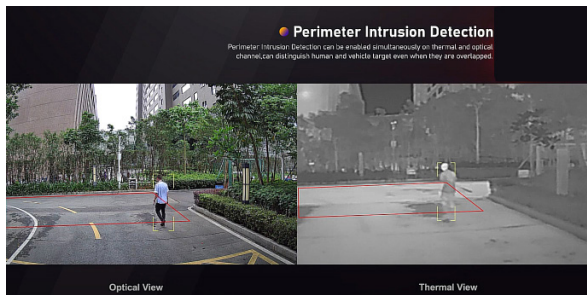 Perimeter Intrusion Detection
Perimeter Intrusion Detection can be enabled simultaneously on thermal and optical
channel,can distinguish human and vehicle target even when they are overlapped.
Optical View
Thermal View